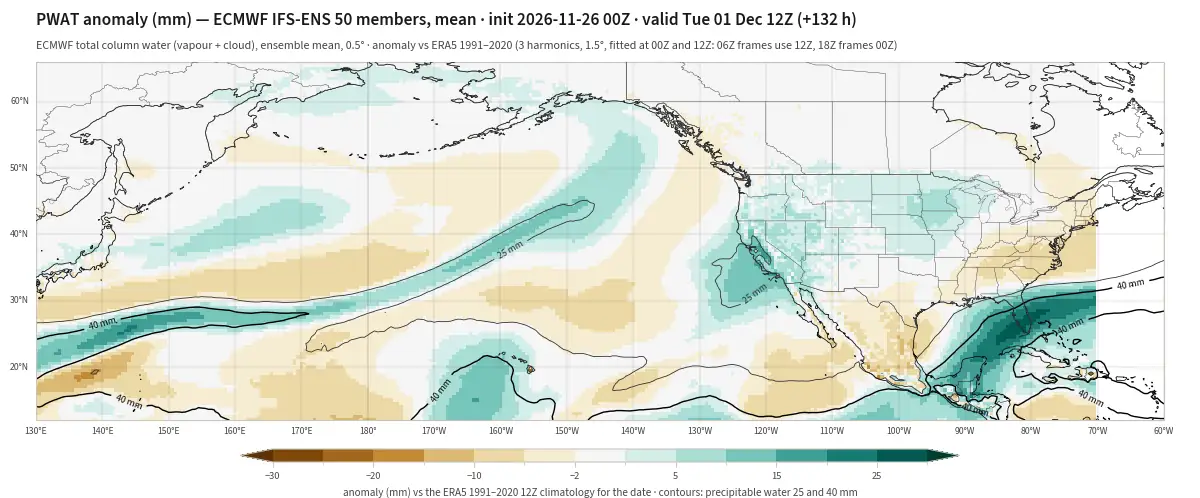 PWAT anomaly (mm) — ECMWF IFS-ENS 50 members, mean · init 2026-11-26 00Z · valid Tue 01 Dec 12Z (+132 h)
ECMWF total column water (vapour + cloud), ensemble mean, 0.5° · anomaly vs ERA5 1991–2020 (3 harmonics, 1.5°, fitted at 00Z and 12Z: 06Z frames use 12Z, 18Z frames 00Z)
60°N
50°N
40°N
30°N
20°N
25 mm
25 mm
40 mm
40 mm
40 mm
40 mm
40 mm
40 mm
40 mm
130°E 140°E 150°E 160°E 170°E 180° 170°W 160°W 150°W 140°W 130°W 120°W 110°W 100°W 90°W 80°W 70°W 60°W
−30 −20 −10 −2 5 15 25
anomaly (mm) vs the ERA5 1991–2020 12Z climatology for the date · contours: precipitable water 25 and 40 mm